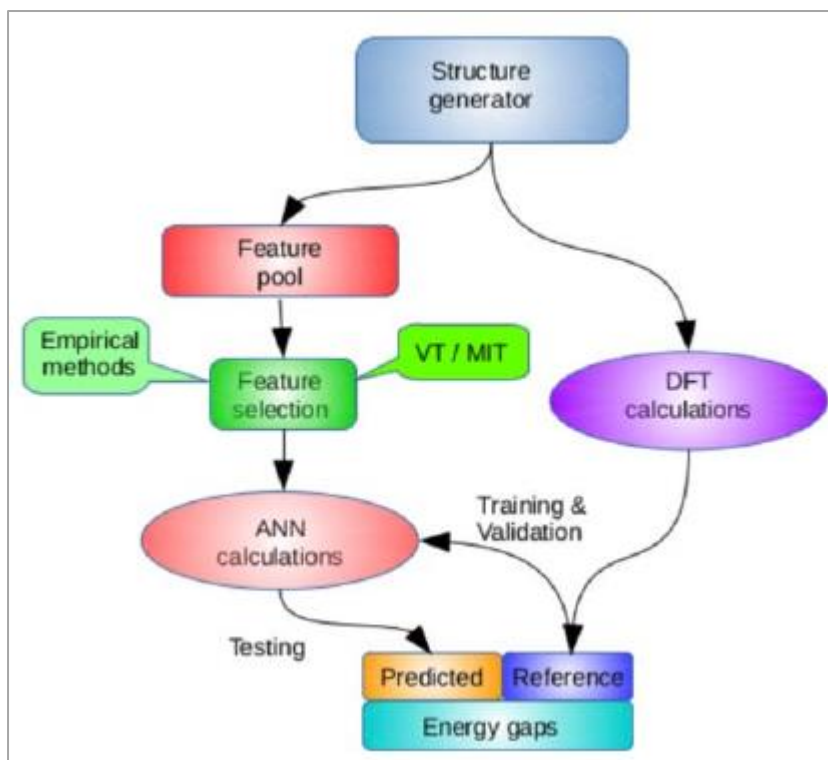 Structure
generator
Feature
pool
Empirical
methods
VT / MIT
Feature
selection
DFT
calculations
Training &
Validation
ANN
calculations
Testing
Predicted
Reference
Energy gaps